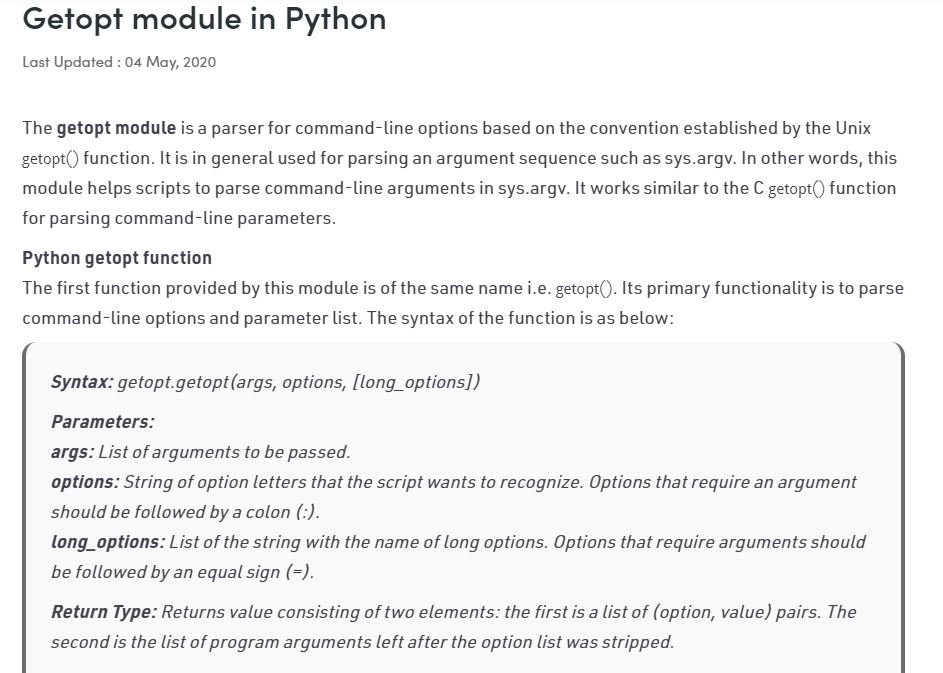 Getopt module in Python
Last Updated : 04 May, 2020
The getopt module is a parser for command-line options based on the convention established by the Unix
getopt() function. It is in general used for parsing an argument sequence such as sys.argv. In other words, this
module helps scripts to parse command-line arguments in sys.argv. It works similar to the C getopt() function
for parsing command-line parameters.
Python getopt function
The first function provided by this module is of the same name i.e. getopt(). Its primary functionality is to parse
command-line options and parameter list. The syntax of the function is as below:
Syntax: getopt.getopt(args, options, [long_options])
Parameters:
args: List of arguments to be passed.
options: String of option letters that the script wants to recognize. Options that require an argument
should be followed by a colon (:).
long_options: List of the string with the name of long options. Options that require arguments should
be followed by an equal sign (=).
Return Type: Returns value consisting of two elements: the first is a list of (option, value) pairs. The
second is the list of program arguments left after the option list was stripped.